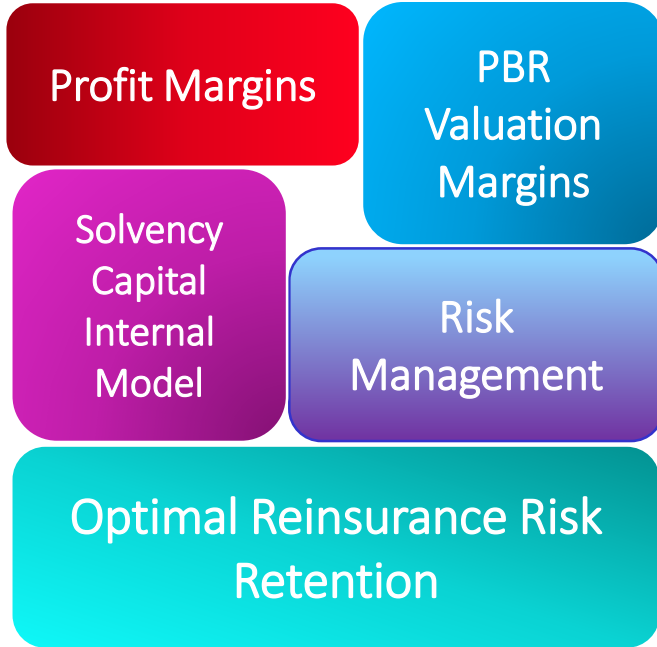 Profit Margins
PBR
Valuation
Margins
Solvency
Capital
Internal
Model
Risk
Management
Optimal Reinsurance Risk
Retention